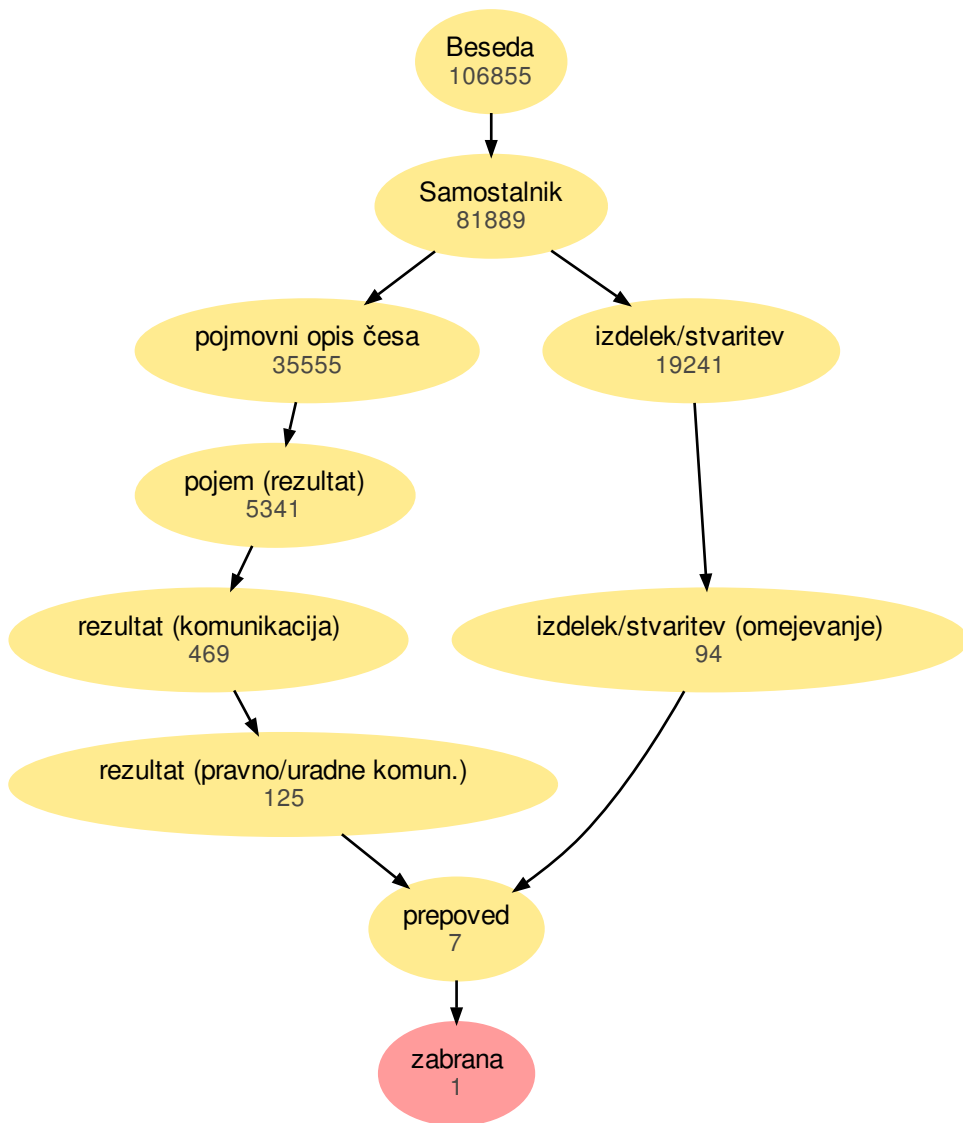 Beseda
106855
Samostalnik
81889
pojmovni opis česa
35555
izdelek/stvaritev
19241
pojem (rezultat)
5341
rezultat (komunikacija)
469
izdelek/stvaritev (omejevanje)
94
rezultat (pravno/uradne komun.)
125
prepoved
7
zabrana
1